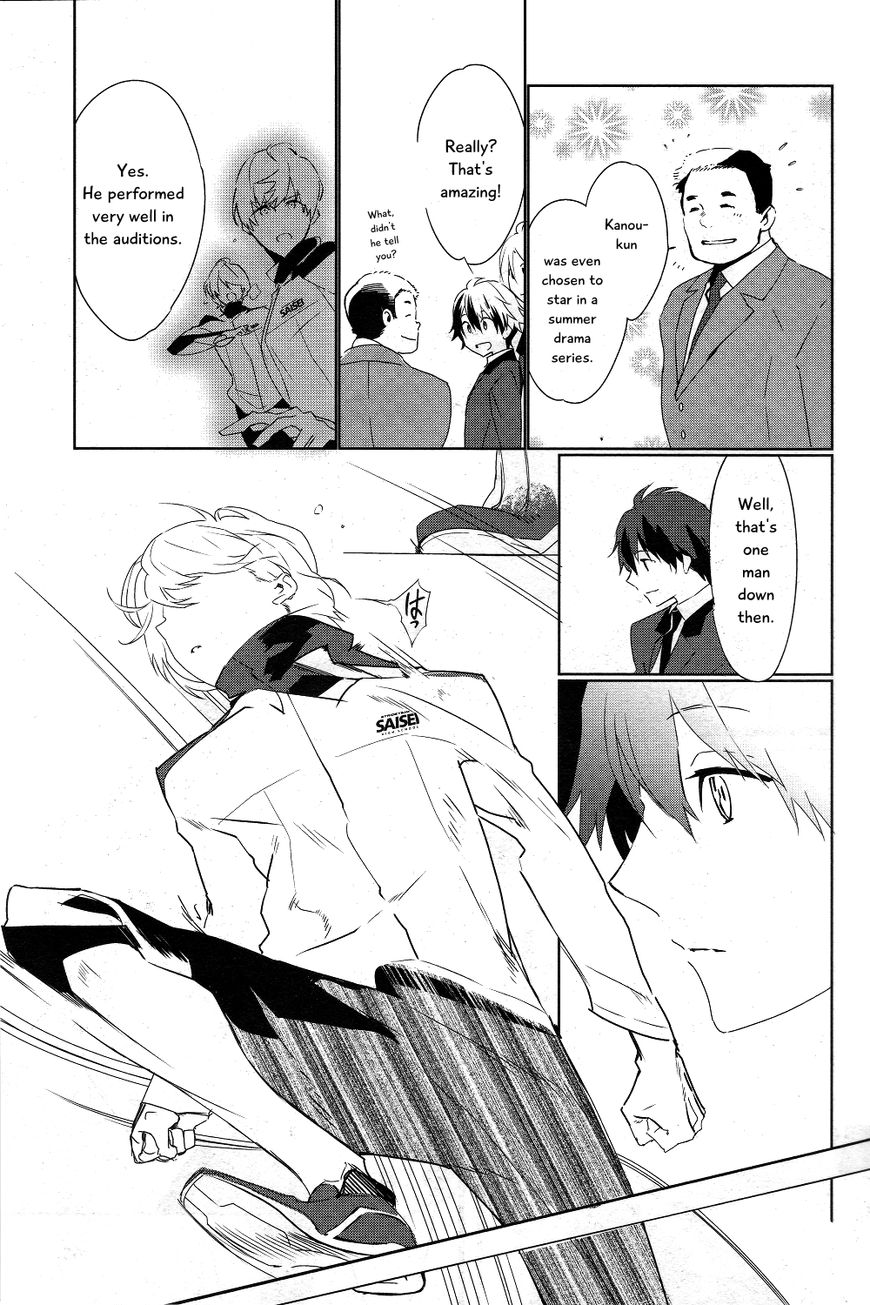 Kanou-
kun
was even
chosen to
star in a
summer
drama
series.
Really?
That's
amazing!
What,
didn't
he tell
you?
Yes.
He performed
very well in
the auditions.
SAISEI
Well,
that's
one
man
down
then.
はっ
SAISEI
HIGH SCHOOL